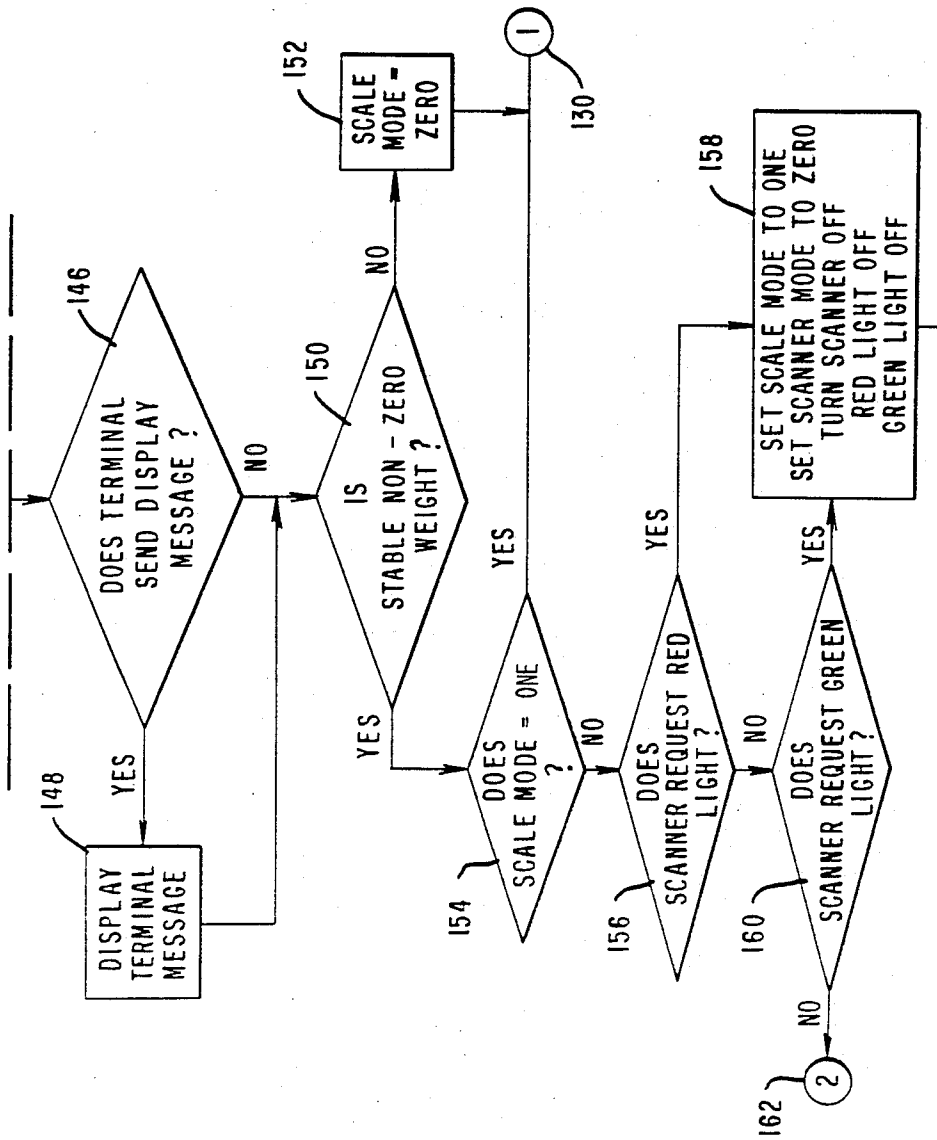 146
DOES TERMINAL
SEND DISPLAY
MESSAGE ?
YES
NO
148
DISPLAY
TERMINAL
MESSAGE
150
IS
STABLE NON - ZERO
WEIGHT ?
NO
YES
152
SCALE
MODE =
ZERO
154
DOES
SCALE MODE = ONE
?
YES
NO
1
130
156
DOES
SCANNER REQUEST RED
LIGHT ?
YES
NO
158
SET SCALE MODE TO ONE
SET SCANNER MODE TO ZERO
TURN SCANNER OFF
RED LIGHT OFF
GREEN LIGHT OFF
160
DOES
SCANNER REQUEST GREEN
LIGHT ?
YES
NO
2
162